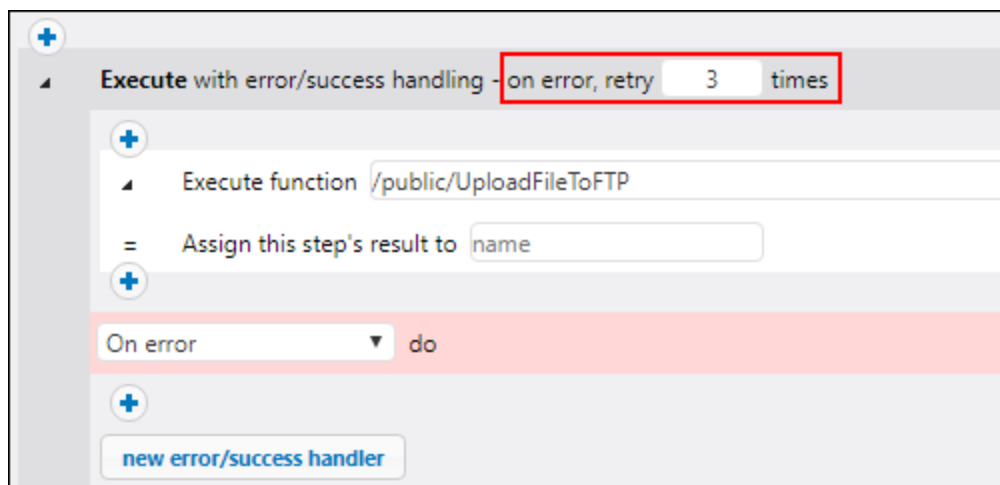 Execute with error/success handling - on error, retry 3 times
Execute function /public/UploadFileToFTP
= Assign this step's result to name
On error do
new error/success handler